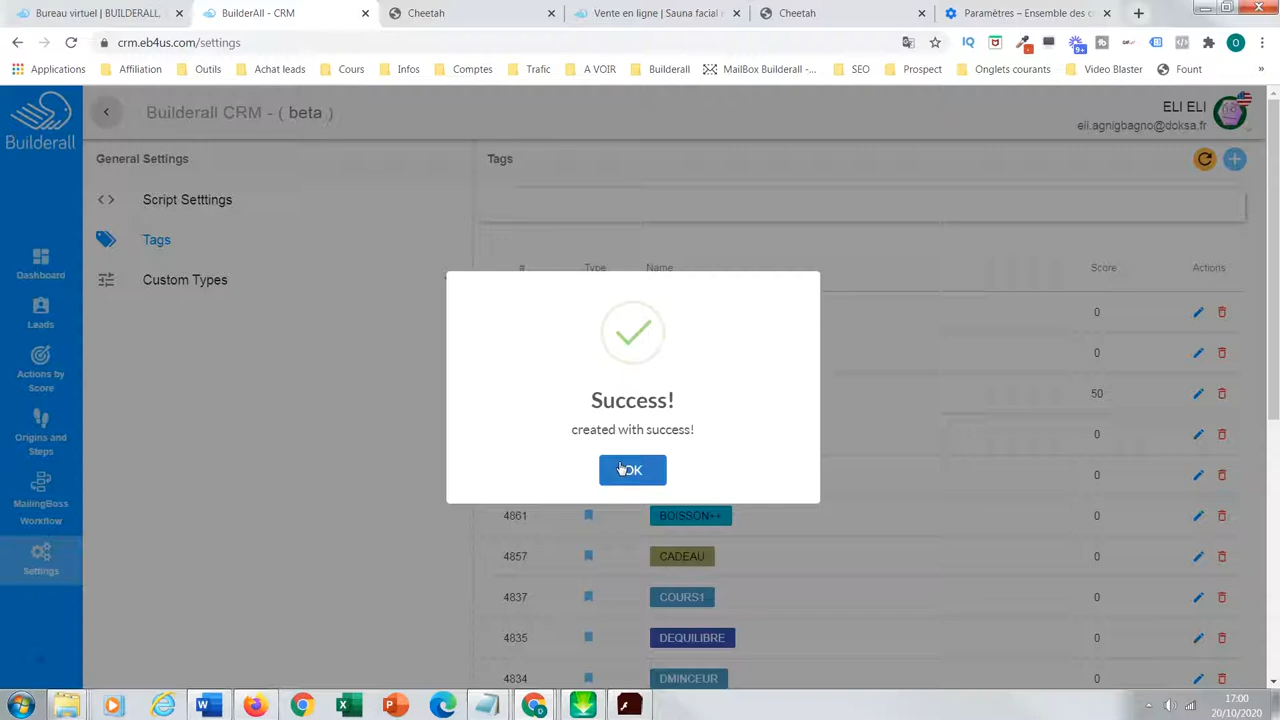 Bureau virtuel | BUILDERALL,
BuilderAll - CRM
Cheetah
Vente en ligne | Sauna facial
Cheetah
Paramètres – Ensemble des c
crm.eb4us.com/settings
Applications
Affiliation
Outils
Achat leads
Cours
Infos
Comptes
Trafic
A VOIR
Builderall
MailBox Builderall -...
SEO
Prospect
Onglets courants
Video Blaster
Fount
Builderall
Builderall CRM - ( beta )
ELI ELI
General Settings
Tags
Script Setttings
Tags
Custom Types
Dashboard
Leads
Actions by
Score
Origins and
Steps
MailingBoss
Workflow
Settings
# Type Name Score Actions
0
0
50
0
0
4861 BOISSON++ 0
4857 CADEAU 0
4837 COURS1 0
4835 DEQUILIBRE 0
4834 DMINCEUR 0
Success!
created with success!
OK
17:00
20/10/2020